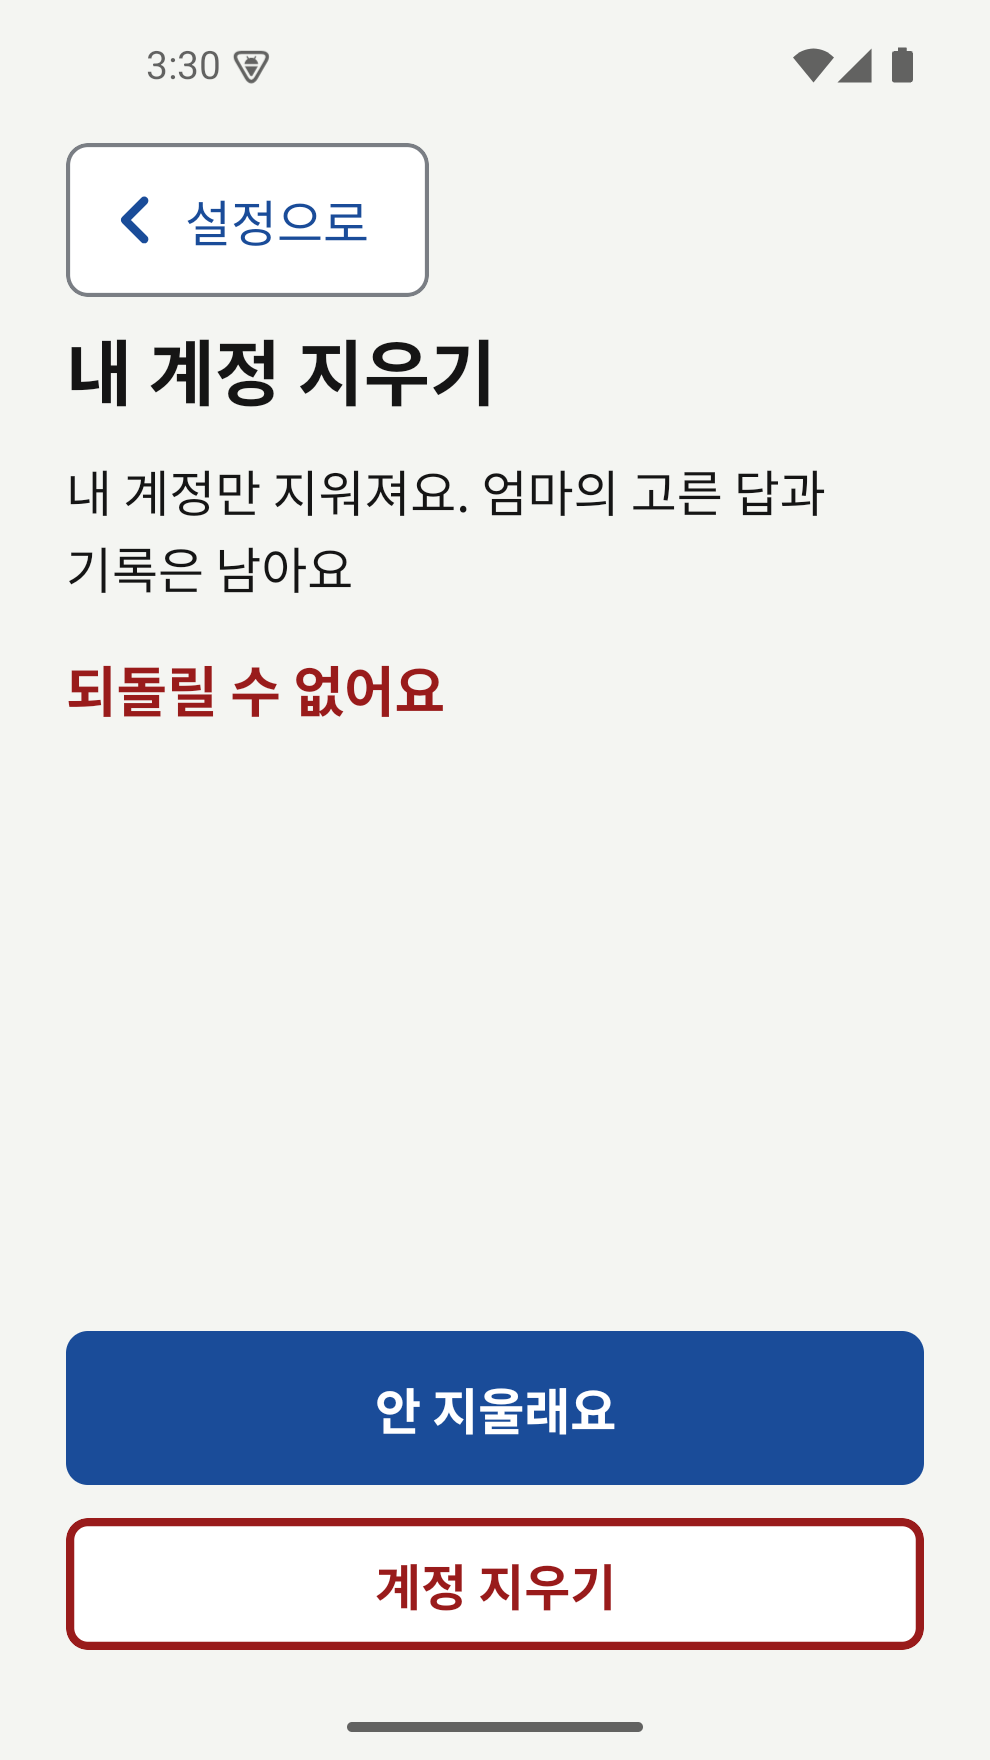 3:30
설정으로
내 계정 지우기
내 계정만 지워져요. 엄마의 고른 답과
기록은 남아요
되돌릴 수 없어요
안 지울래요
계정 지우기